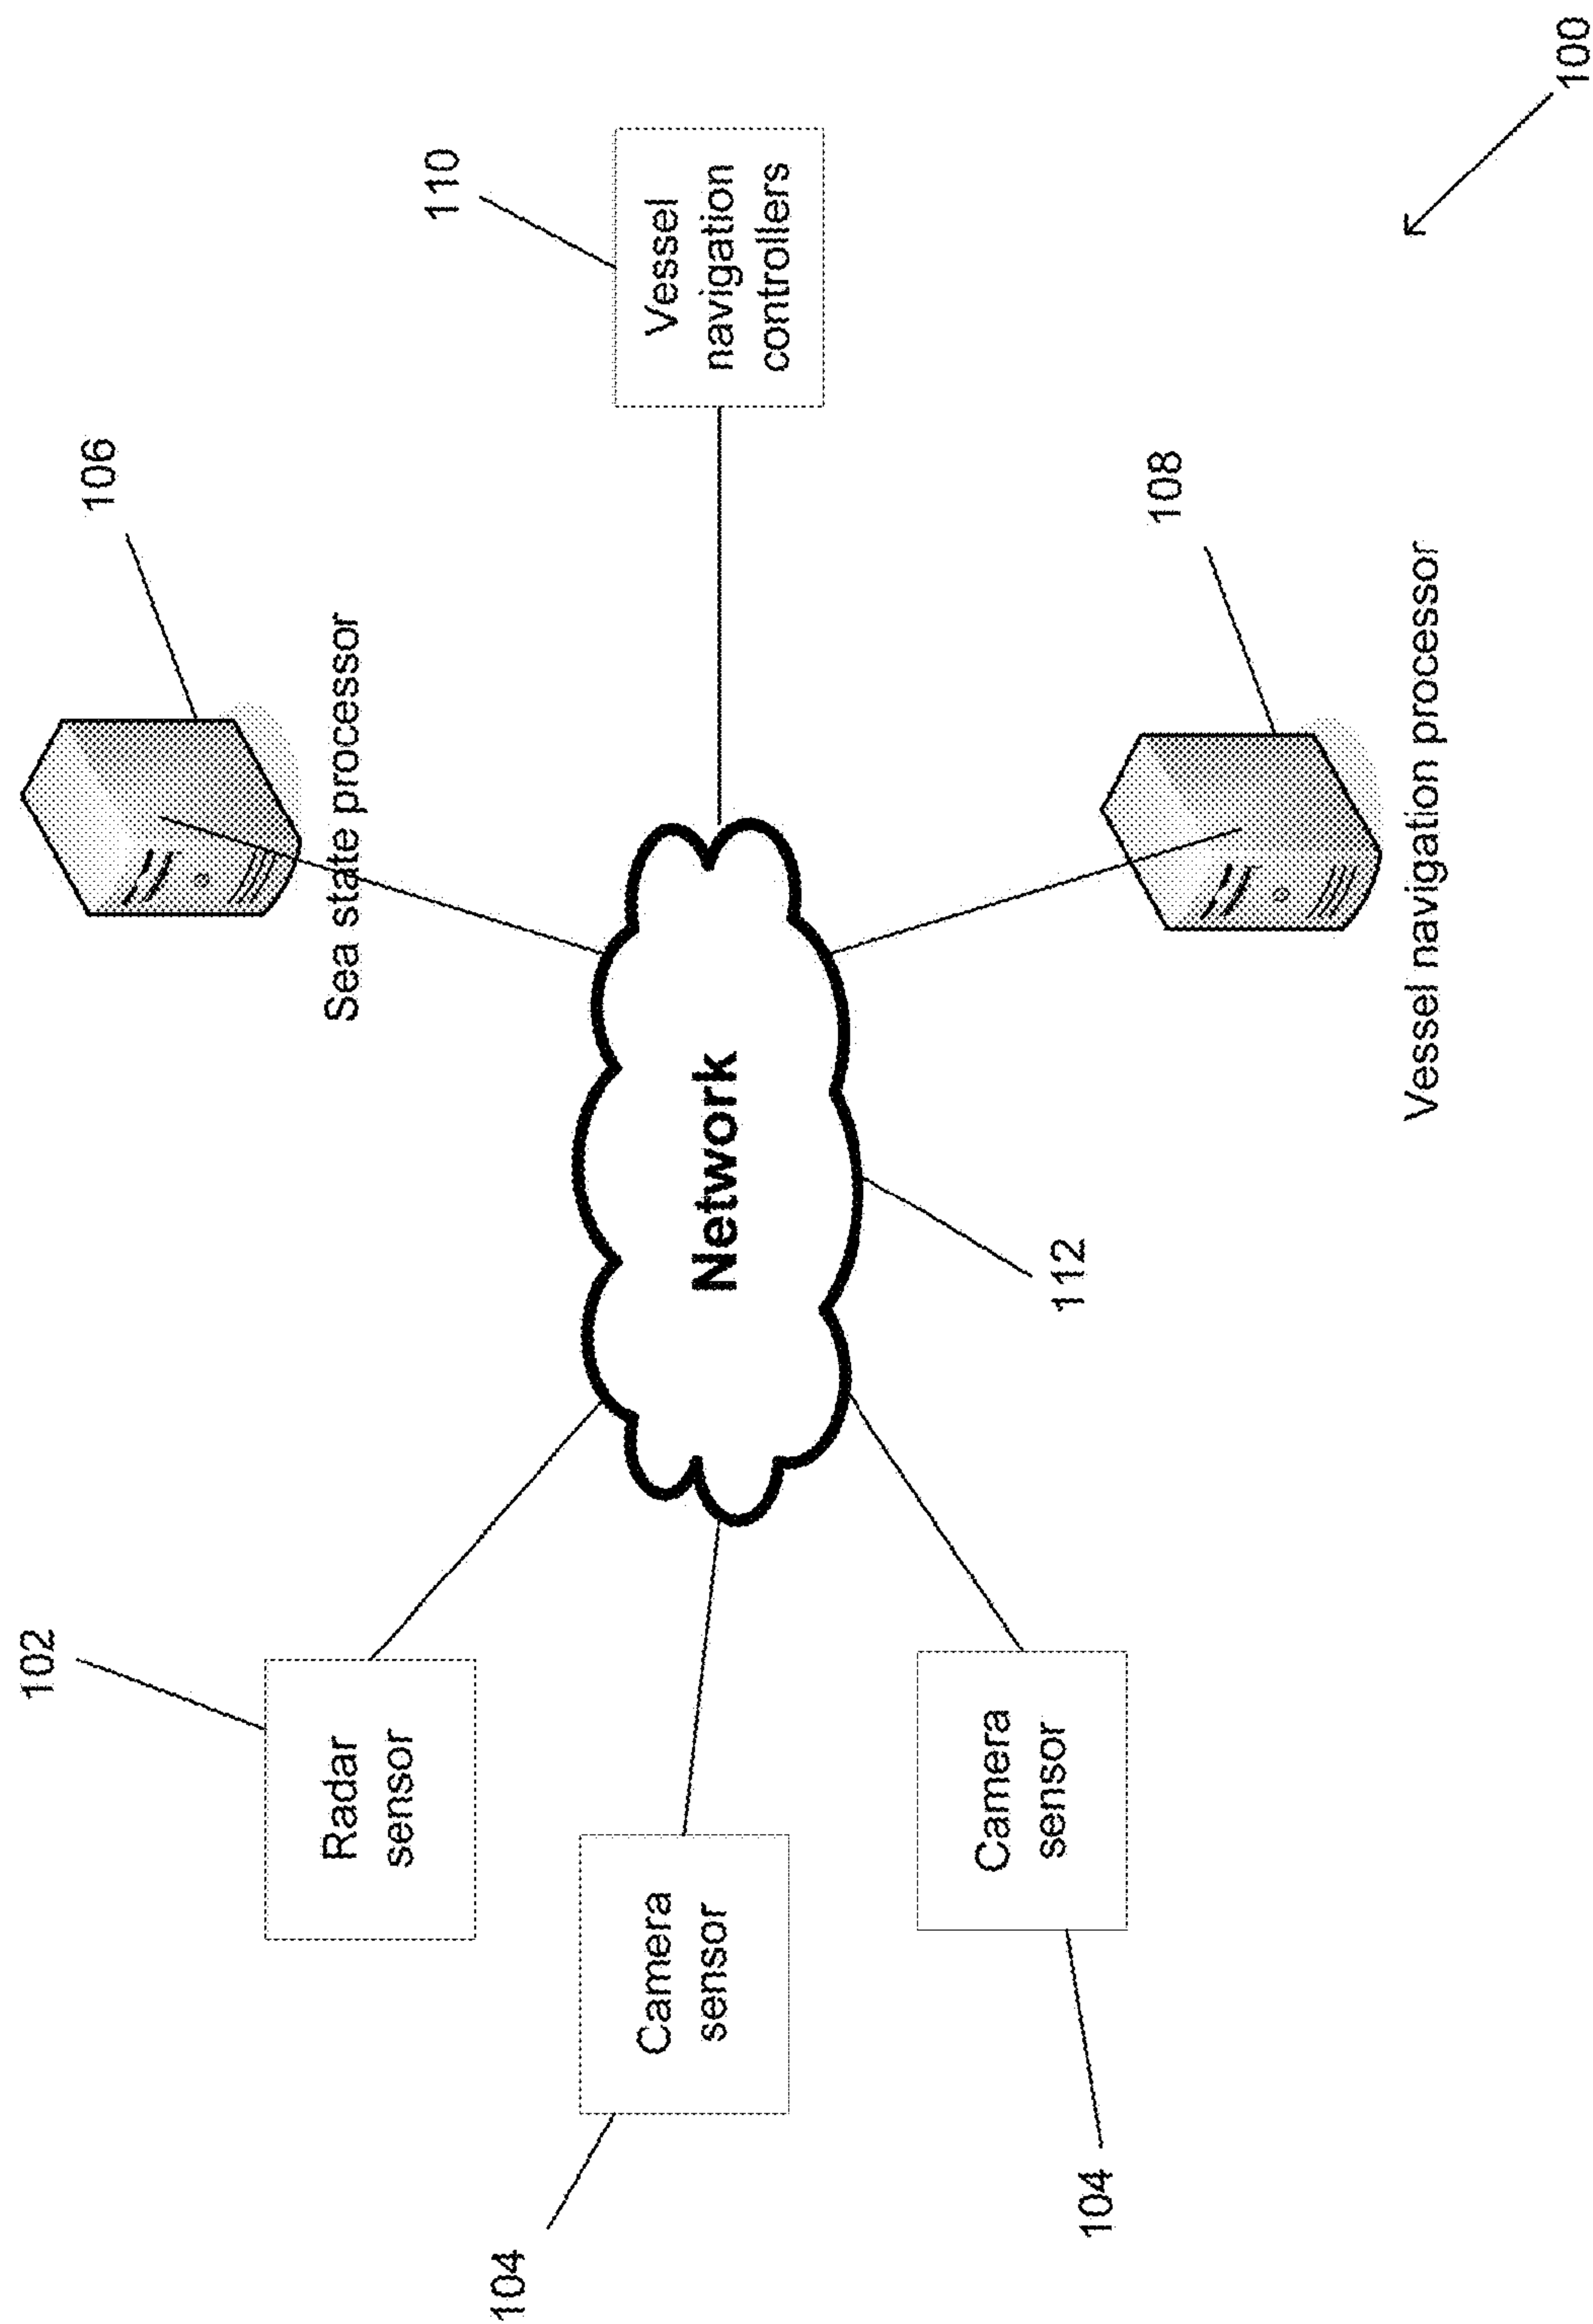 102
Radar
sensor
104
Camera
sensor
104
Camera
sensor
Network
112
106
Sea state processor
110
Vessel
navigation
controllers
108
Vessel navigation processor
100